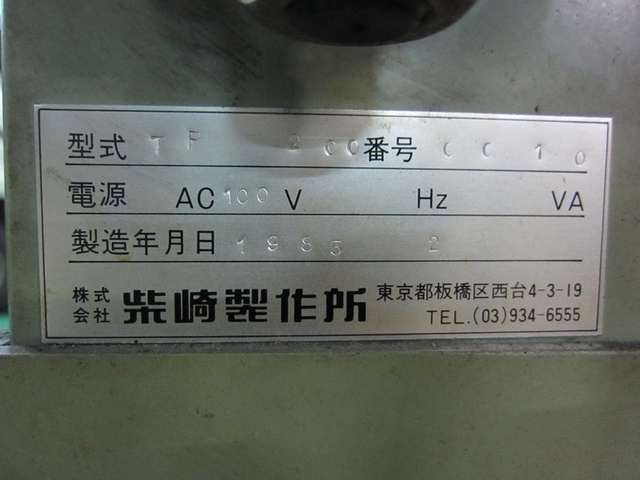 型式 TP 200 番号 0010
電源 AC 100 V Hz VA
製造年月日 1985 2
株式会社 柴崎製作所 東京都板橋区西台4-3-19
TEL.(03)934-6555